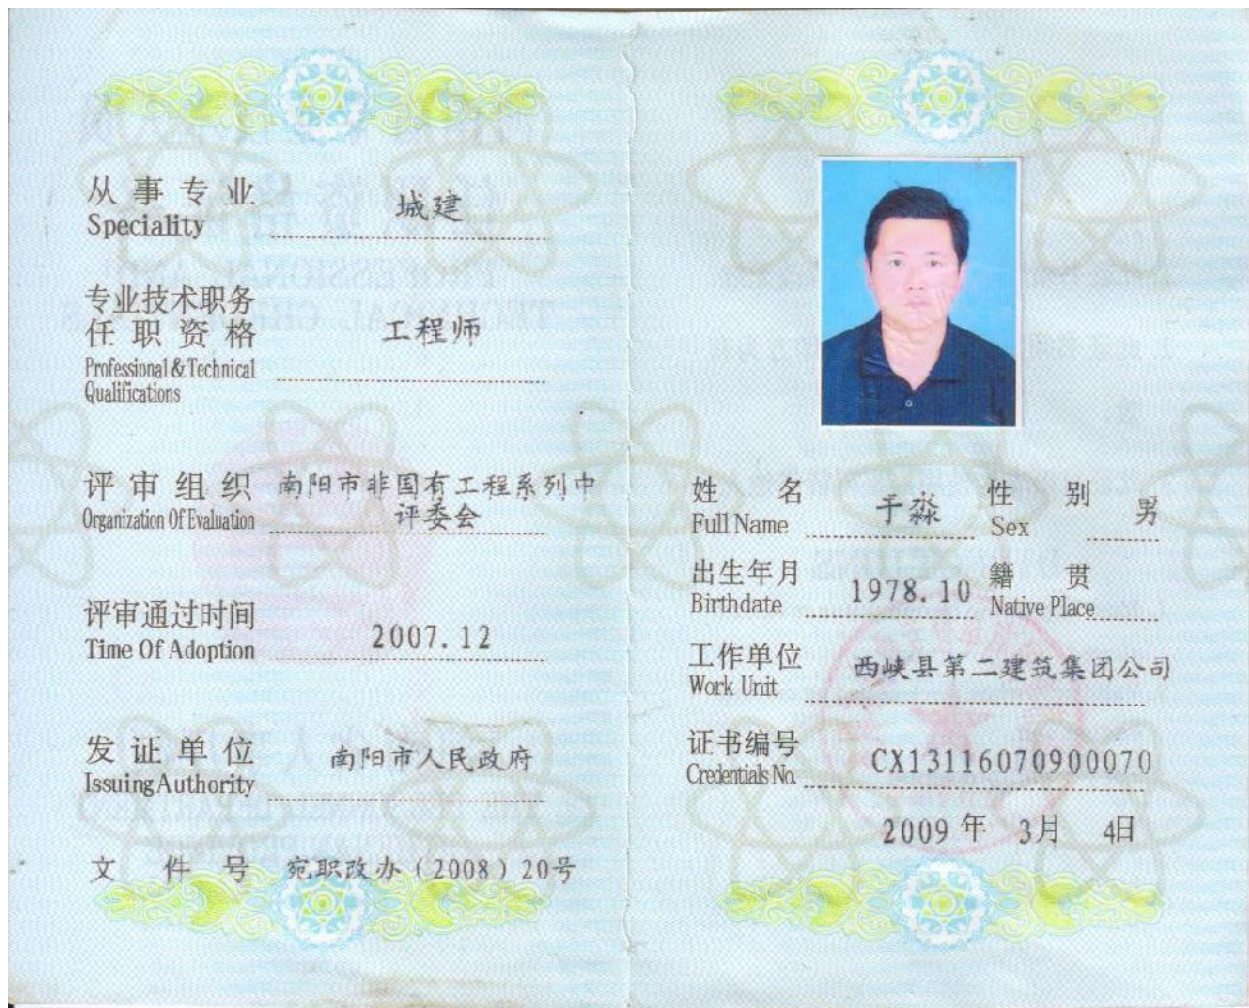 从事专业 城建
Speciality
专业技术职务
任职资格 工程师
Professional & Technical
Qualifications
评审组织 南阳市非国有工程系列中
Organization Of Evaluation 评委会
评审通过时间 2007.12
Time Of Adoption
发证单位 南阳市人民政府
Issuing Authority
文件号 宛职改办(2008)20号
姓名 于淼 性别 男
Full Name Sex
出生年月 1978.10 籍贯
Birthdate Native Place
工作单位 西峡县第二建筑集团公司
Work Unit
证书编号 CX13116070900070
Credentials No.
2009年 3月 4日